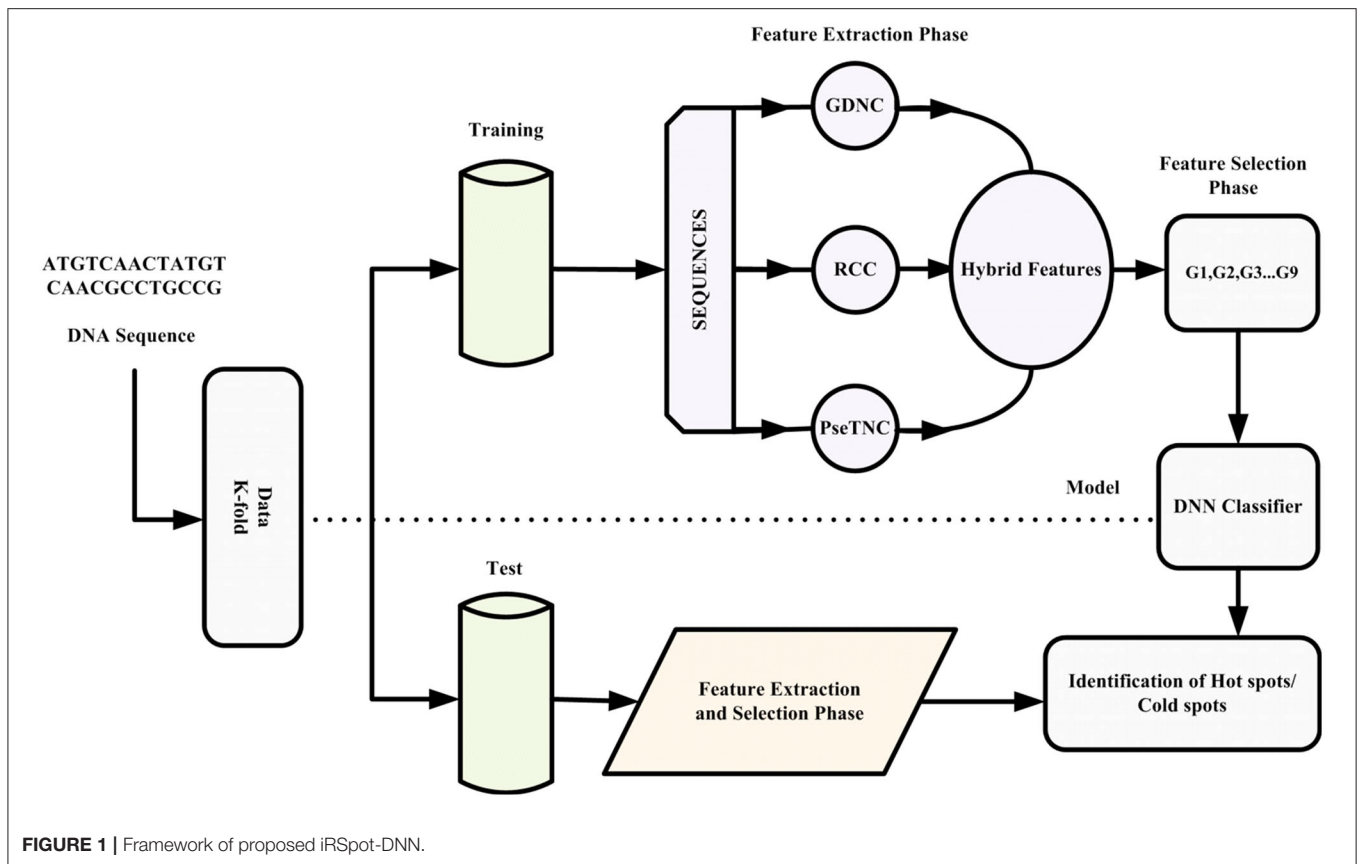 Feature Extraction Phase
GDNC
Training
Feature Selection
Phase
SEQUENCES
RCC
Hybrid Features
G1,G2,G3...G9
ATGTCAACTATGT
CAACGCCTGCCG
DNA Sequence
PseTNC
Data
K-fold
Model
DNN Classifier
Test
Feature Extraction
and Selection Phase
Identification of Hot spots/
Cold spots
FIGURE 1 | Framework of proposed iRSpot-DNN.